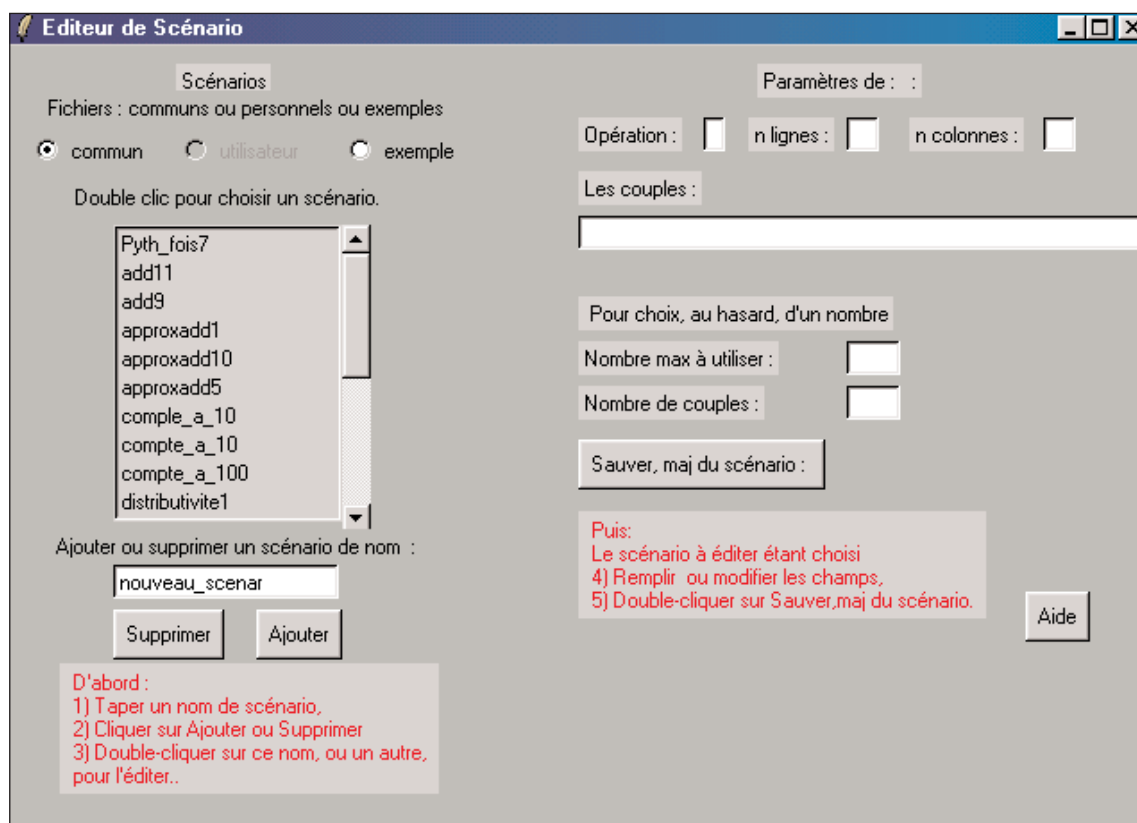 Editeur de Scénario
Scénarios
Fichiers : communs ou personnels ou exemples
commun utilisateur exemple
Double clic pour choisir un scénario.
Pyth_fois7
add11
add9
approxadd1
approxadd10
approxadd5
comple_a_10
compte_a_10
compte_a_100
distributivite1
Ajouter ou supprimer un scénario de nom :
nouveau_scenar
Supprimer Ajouter
D'abord :
1) Taper un nom de scénario,
2) Cliquer sur Ajouter ou Supprimer
3) Double-cliquer sur ce nom, ou un autre,
pour l'éditer..
Paramètres de : :
Opération : n lignes : n colonnes :
Les couples :
Pour choix, au hasard, d'un nombre
Nombre max à utiliser :
Nombre de couples :
Sauver, maj du scénario :
Puis:
Le scénario à éditer étant choisi
4) Remplir ou modifier les champs,
5) Double-cliquer sur Sauver,maj du scénario.
Aide